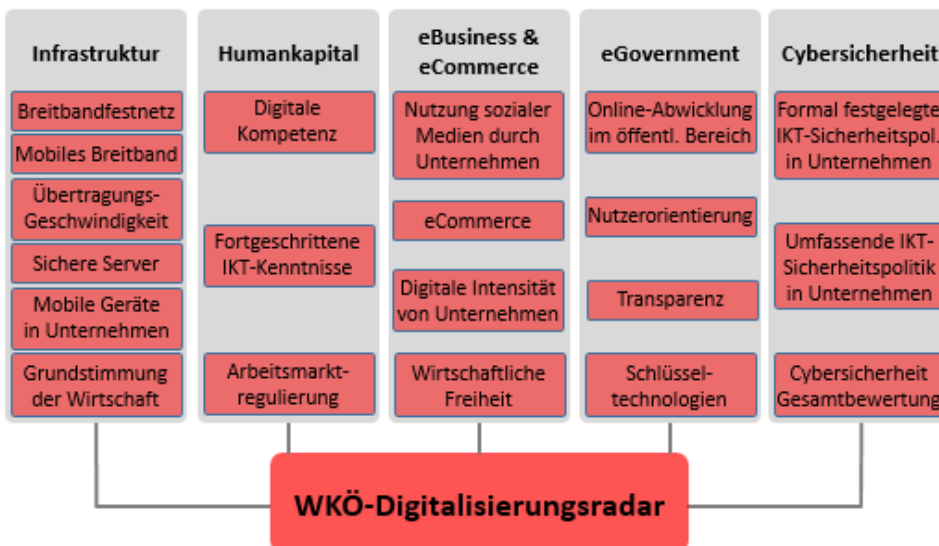 Infrastruktur
Breitbandfestnetz
Mobiles Breitband
Übertragungs-
Geschwindigkeit
Sichere Server
Mobile Geräte
in Unternehmen
Grundstimmung
der Wirtschaft
Humankapital
Digitale
Kompetenz
Fortgeschrittene
IKT-Kenntnisse
Arbeitsmarkt-
regulierung
eBusiness &
eCommerce
Nutzung sozialer
Medien durch
Unternehmen
eCommerce
Digitale Intensität
von Unternehmen
Wirtschaftliche
Freiheit
eGovernment
Online-Abwicklung
im öffentl. Bereich
Nutzerorientierung
Transparenz
Schlüssel-
technologien
Cybersicherheit
Formal festgelegte
IKT-Sicherheitspol.
in Unternehmen
Umfassende IKT-
Sicherheitspolitik
in Unternehmen
Cybersicherheit
Gesamtbewertung
WKÖ-Digitalisierungsradar